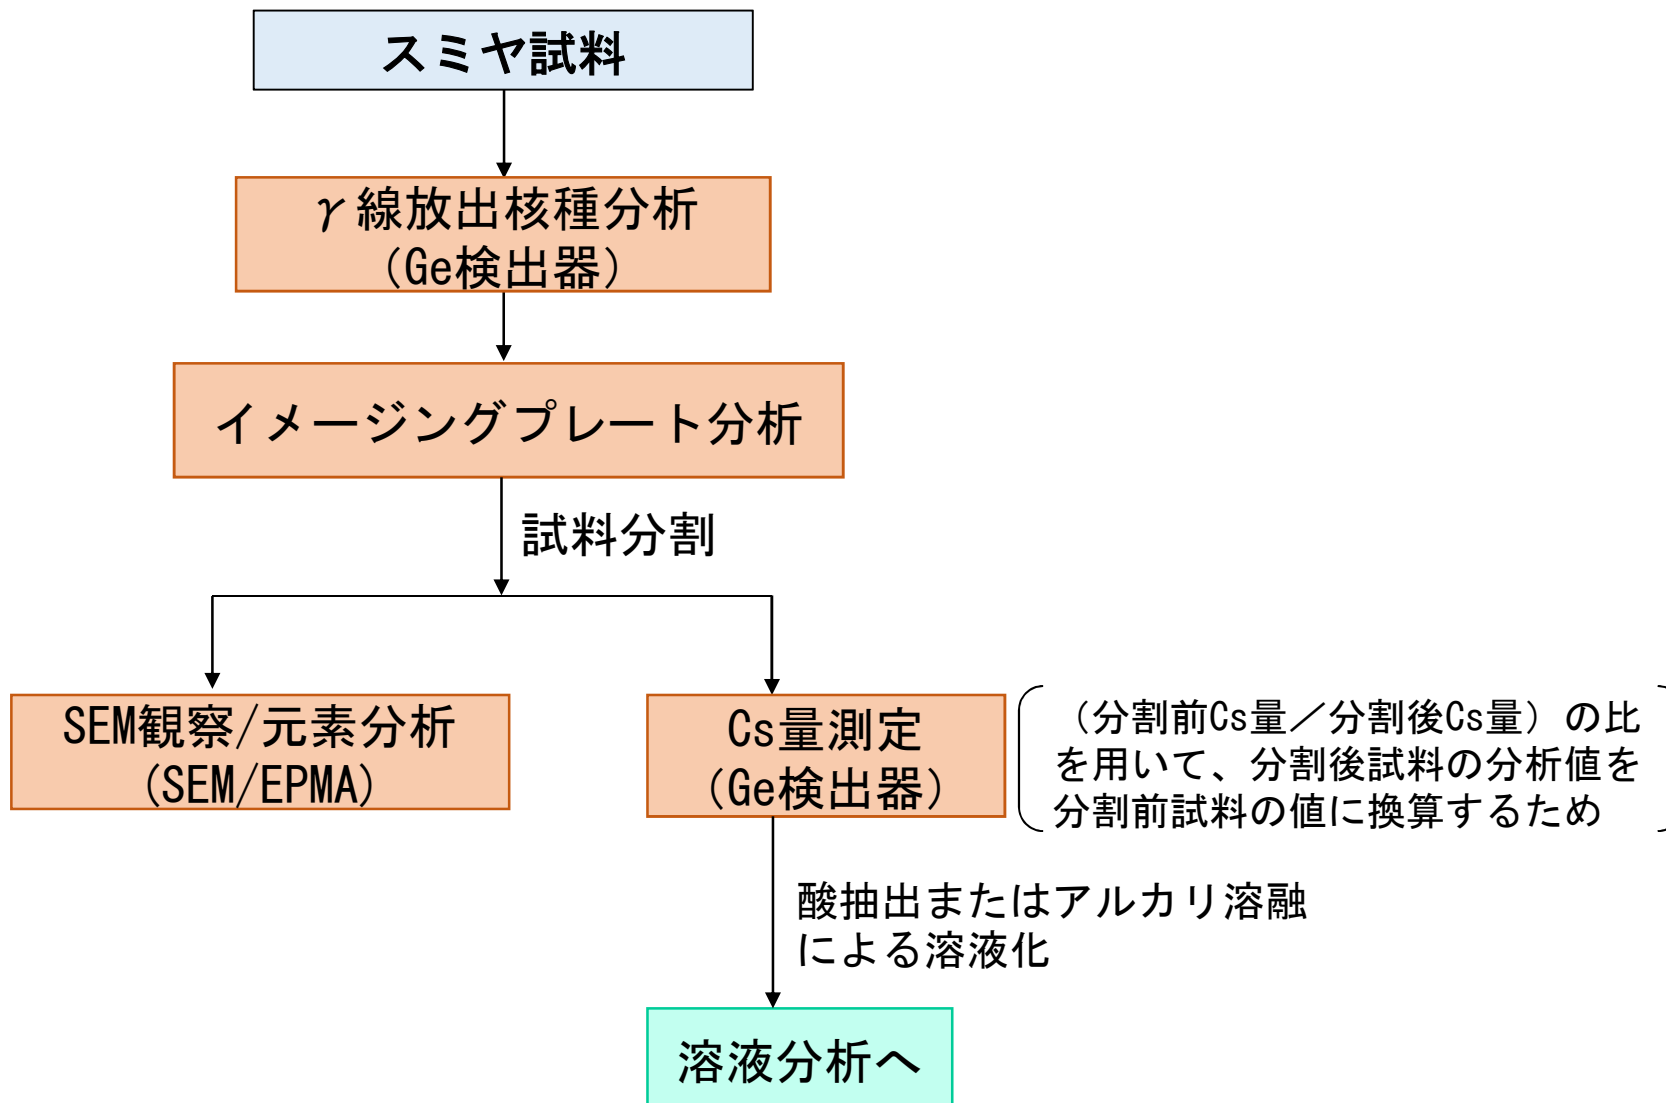 スミヤ試料
γ線放出核種分析
(Ge検出器)
イメージングプレート分析
試料分割
SEM観察/元素分析
(SEM/EPMA)
Cs量測定
(Ge検出器)
（分割前Cs量／分割後Cs量）の比
を用いて、分割後試料の分析値を
分割前試料の値に換算するため
酸抽出またはアルカリ溶融
による溶液化
溶液分析へ